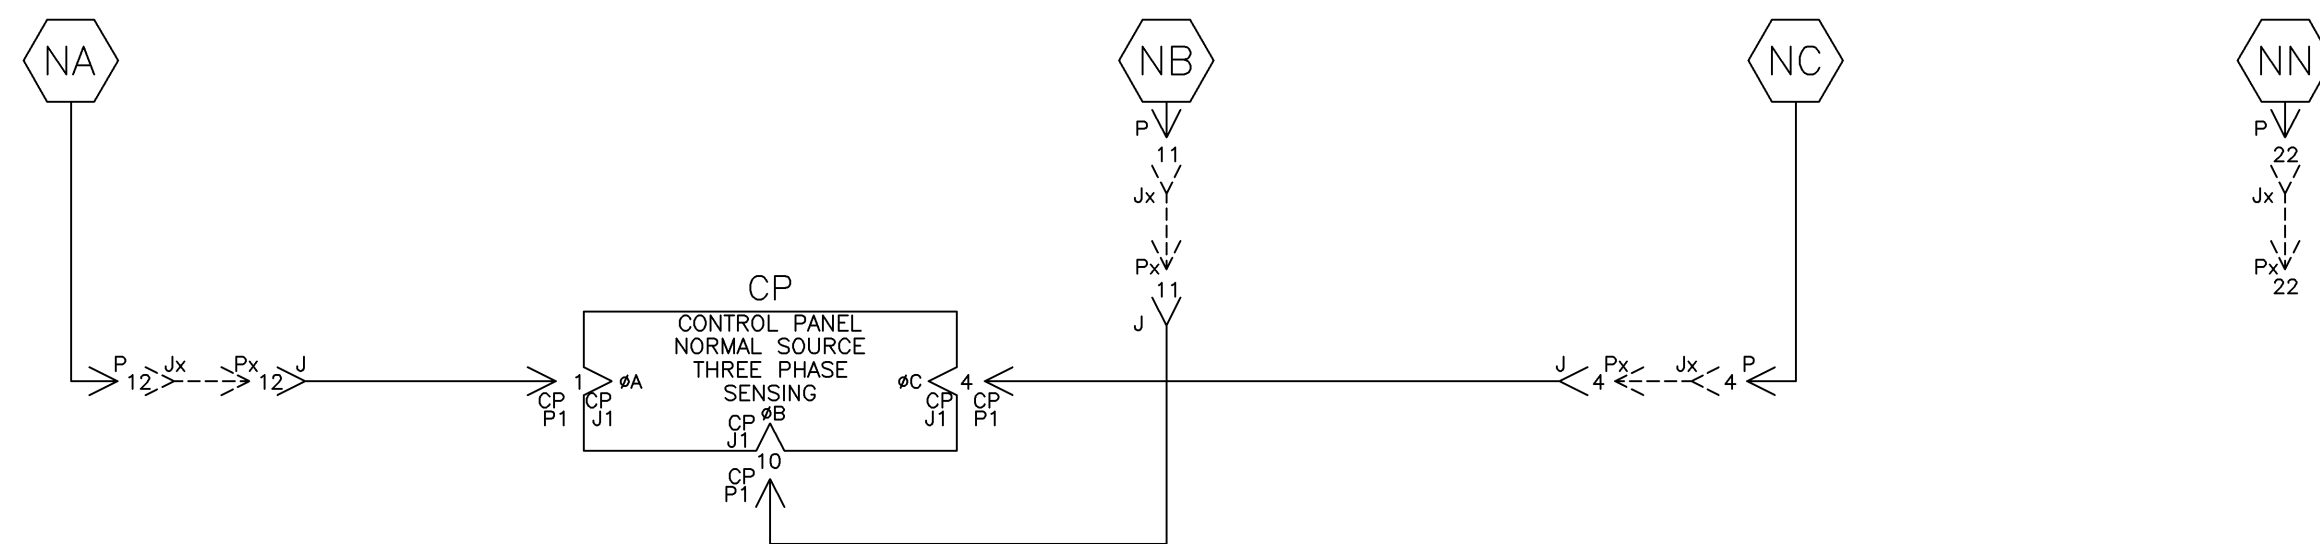 NA
NB
NC
NN
P
11
Jx
Px
11
J
P
22
Jx
Px
22
CP
CONTROL PANEL
NORMAL SOURCE
THREE PHASE
SENSING
P 12 Jx Px 12 J
1 øA
CP CP
P1 J1
øC 4
CP CP
J1 P1
J 4 Px Jx 4 P
øB
CP
J1
10
CP
P1